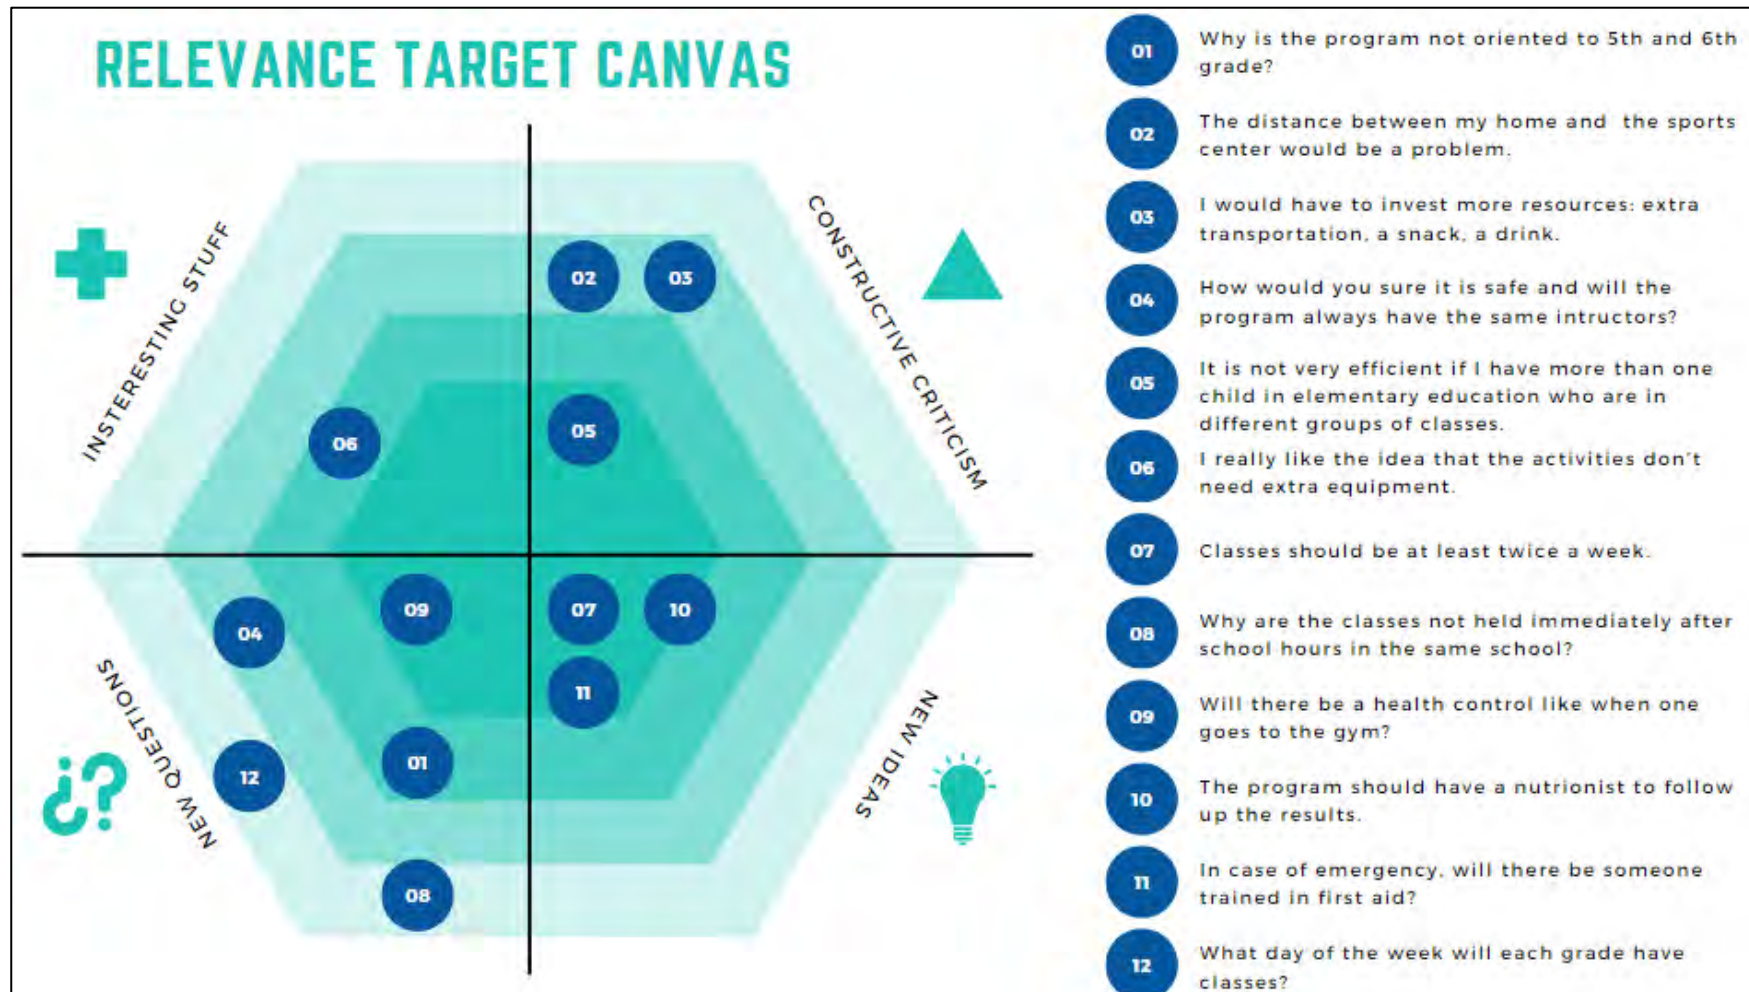 RELEVANCE TARGET CANVAS
INSTERESTING STUFF
CONSTRUCTIVE CRITICISM
02
03
06
05
09
07
10
04
11
01
12
08
NEW QUESTIONS
NEW IDEAS
¿?
01
Why is the program not oriented to 5th and 6th
grade?
02
The distance between my home and the sports
center would be a problem.
03
I would have to invest more resources: extra
transportation, a snack, a drink.
04
How would you sure it is safe and will the
program always have the same intructors?
05
It is not very efficient if I have more than one
child in elementary education who are in
different groups of classes.
06
I really like the idea that the activities don't
need extra equipment.
07
Classes should be at least twice a week.
08
Why are the classes not held immediately after
school hours in the same school?
09
Will there be a health control like when one
goes to the gym?
10
The program should have a nutrionist to follow
up the results.
11
In case of emergency, will there be someone
trained in first aid?
12
What day of the week will each grade have
classes?